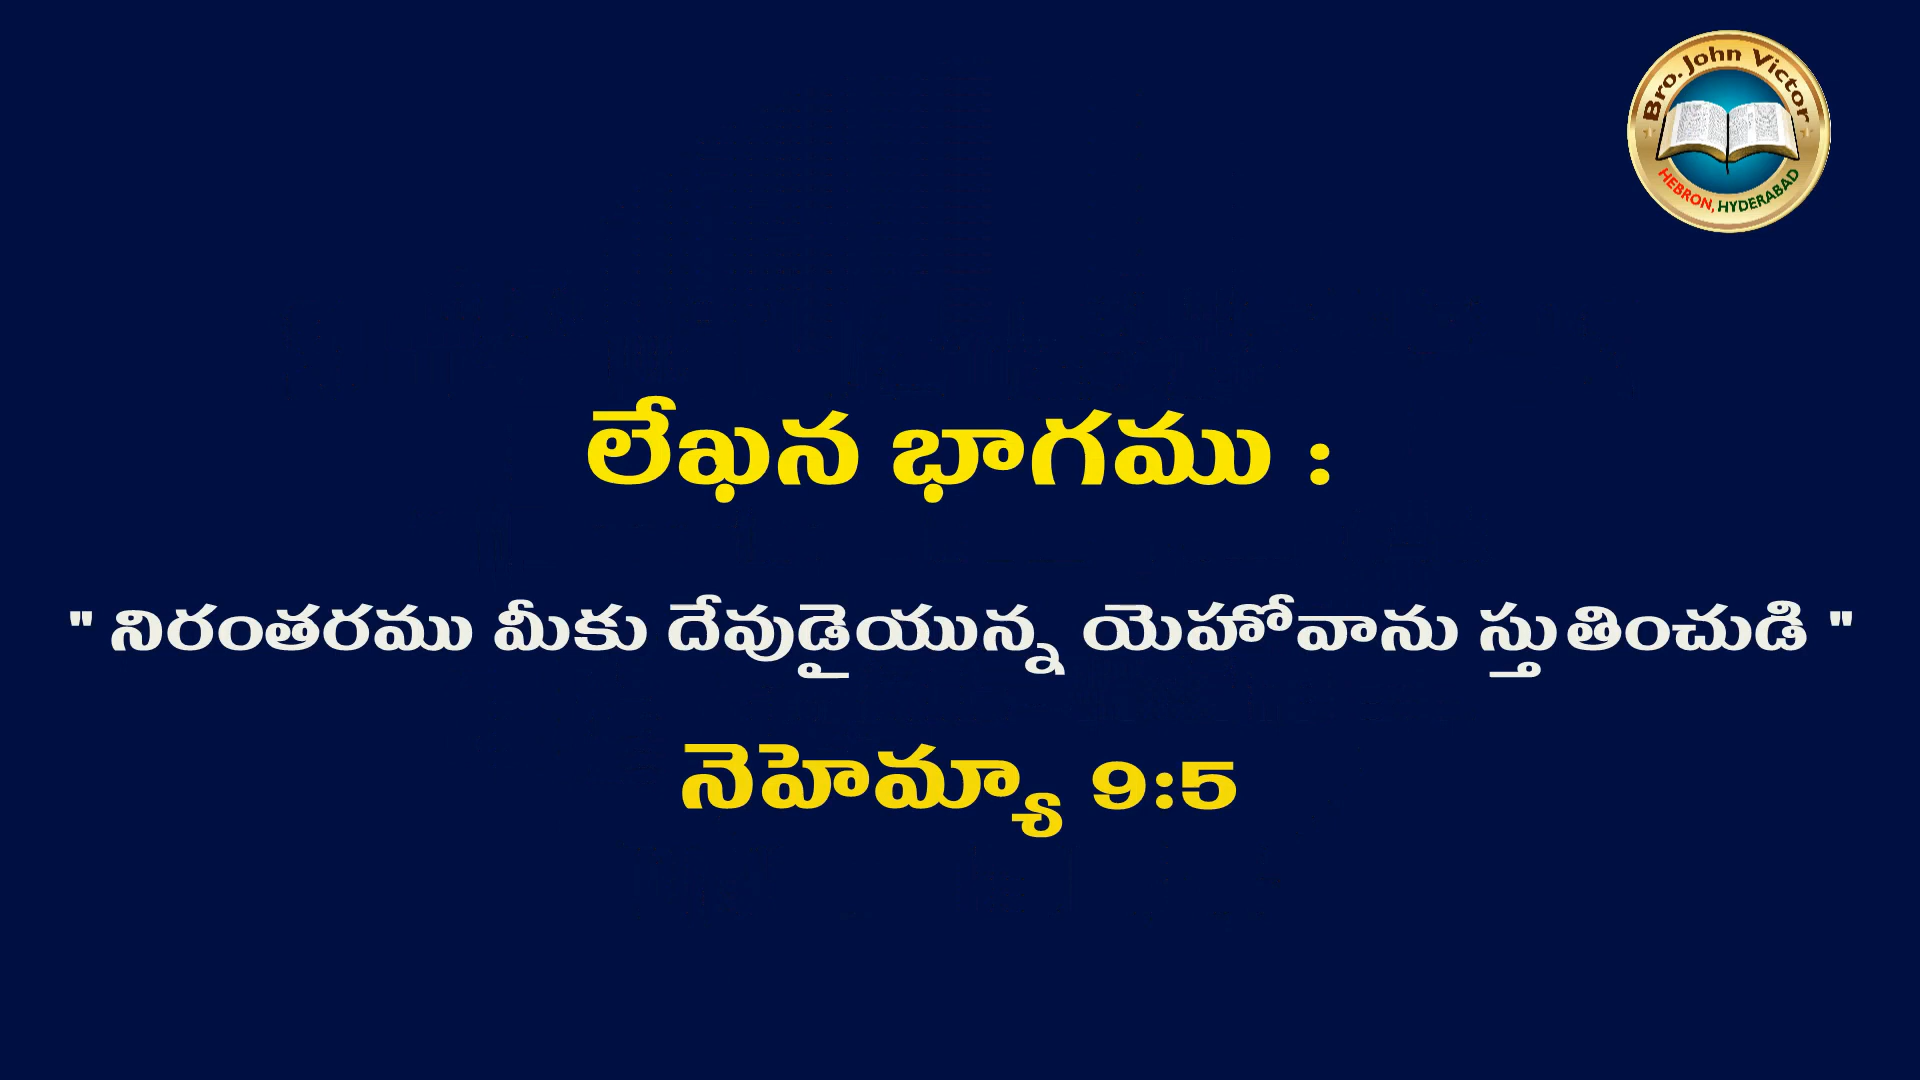 Bro. John Victor
HEBRON, HYDERABAD
లేఖన భాగము :
" నిరంతరము మీకు దేవుడైయున్న యెహోవాను స్తుతించుడి "
నెహెమ్యా 9:5